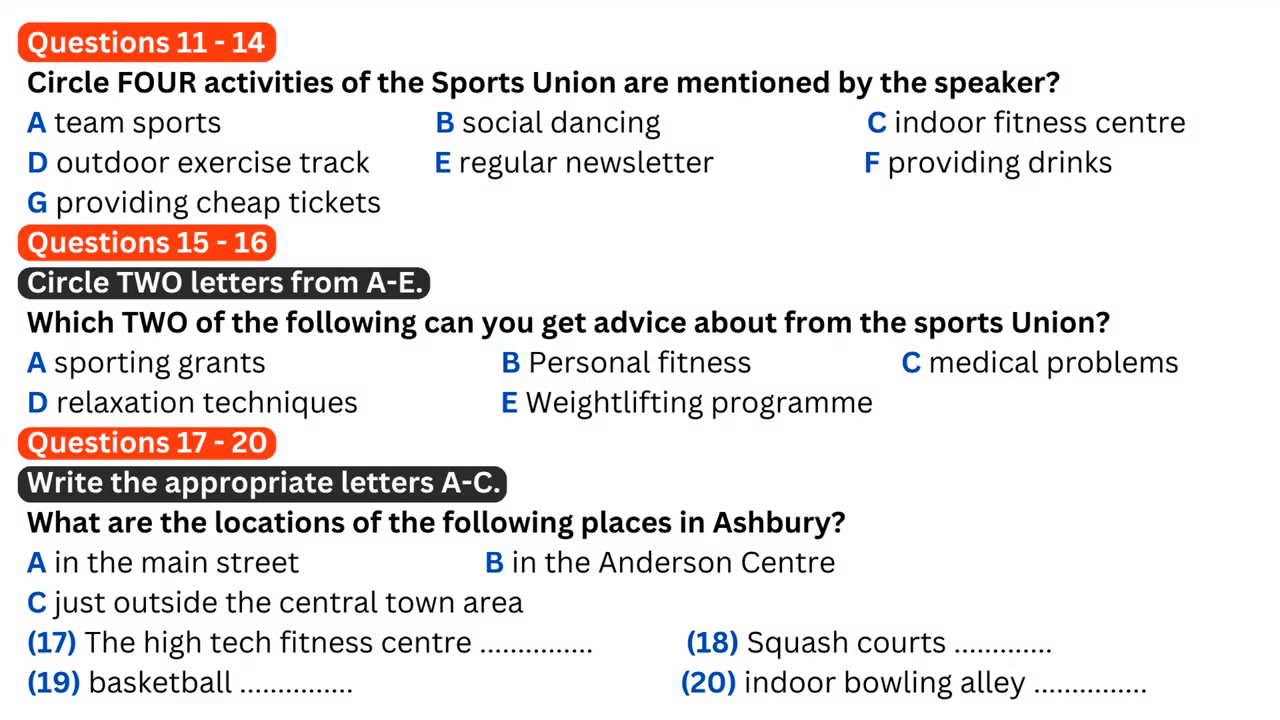 Questions 11 - 14
Circle FOUR activities of the Sports Union are mentioned by the speaker?
A team sports B social dancing C indoor fitness centre
D outdoor exercise track E regular newsletter F providing drinks
G providing cheap tickets
Questions 15 - 16
Circle TWO letters from A-E.
Which TWO of the following can you get advice about from the sports Union?
A sporting grants B Personal fitness C medical problems
D relaxation techniques E Weightlifting programme
Questions 17 - 20
Write the appropriate letters A-C.
What are the locations of the following places in Ashbury?
A in the main street B in the Anderson Centre
C just outside the central town area
(17) The high tech fitness centre ............... (18) Squash courts .............
(19) basketball ............... (20) indoor bowling alley ...............